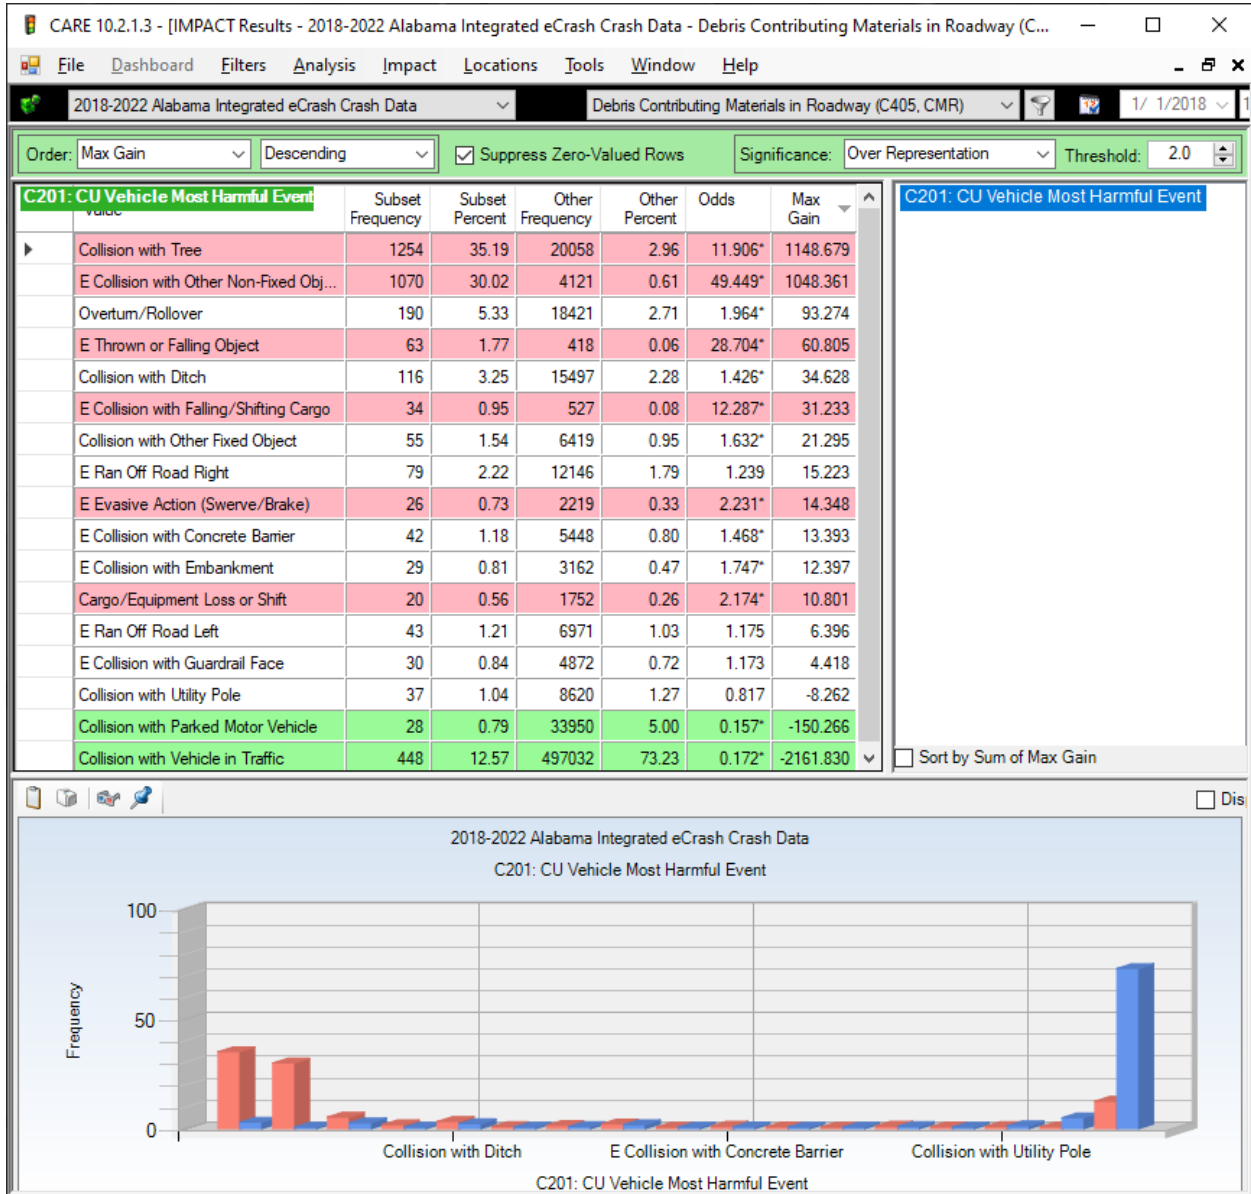 CARE 10.2.1.3 - [IMPACT Results - 2018-2022 Alabama Integrated eCrash Crash Data - Debris Contributing Materials in Roadway (C...
File Dashboard Filters Analysis Impact Locations Tools Window Help
2018-2022 Alabama Integrated eCrash Crash Data Debris Contributing Materials in Roadway (C405, CMR) 1/ 1/2018 1
Order: Max Gain Descending Suppress Zero-Valued Rows Significance: Over Representation Threshold: 2.0
C201: CU Vehicle Most Harmful Event Subset Frequency Subset Percent Other Frequency Other Percent Odds Max Gain
Collision with Tree 1254 35.19 20058 2.96 11.906* 1148.679
E Collision with Other Non-Fixed Obj... 1070 30.02 4121 0.61 49.449* 1048.361
Overturn/Rollover 190 5.33 18421 2.71 1.964* 93.274
E Thrown or Falling Object 63 1.77 418 0.06 28.704* 60.805
Collision with Ditch 116 3.25 15497 2.28 1.426* 34.628
E Collision with Falling/Shifting Cargo 34 0.95 527 0.08 12.287* 31.233
Collision with Other Fixed Object 55 1.54 6419 0.95 1.632* 21.295
E Ran Off Road Right 79 2.22 12146 1.79 1.239 15.223
E Evasive Action (Swerve/Brake) 26 0.73 2219 0.33 2.231* 14.348
E Collision with Concrete Barrier 42 1.18 5448 0.80 1.468* 13.393
E Collision with Embankment 29 0.81 3162 0.47 1.747* 12.397
Cargo/Equipment Loss or Shift 20 0.56 1752 0.26 2.174* 10.801
E Ran Off Road Left 43 1.21 6971 1.03 1.175 6.396
E Collision with Guardrail Face 30 0.84 4872 0.72 1.173 4.418
Collision with Utility Pole 37 1.04 8620 1.27 0.817 -8.262
Collision with Parked Motor Vehicle 28 0.79 33950 5.00 0.157* -150.266
Collision with Vehicle in Traffic 448 12.57 497032 73.23 0.172* -2161.830
C201: CU Vehicle Most Harmful Event
Sort by Sum of Max Gain
Dis
2018-2022 Alabama Integrated eCrash Crash Data
C201: CU Vehicle Most Harmful Event
Frequency
100
50
0
Collision with Ditch E Collision with Concrete Barrier Collision with Utility Pole
C201: CU Vehicle Most Harmful Event